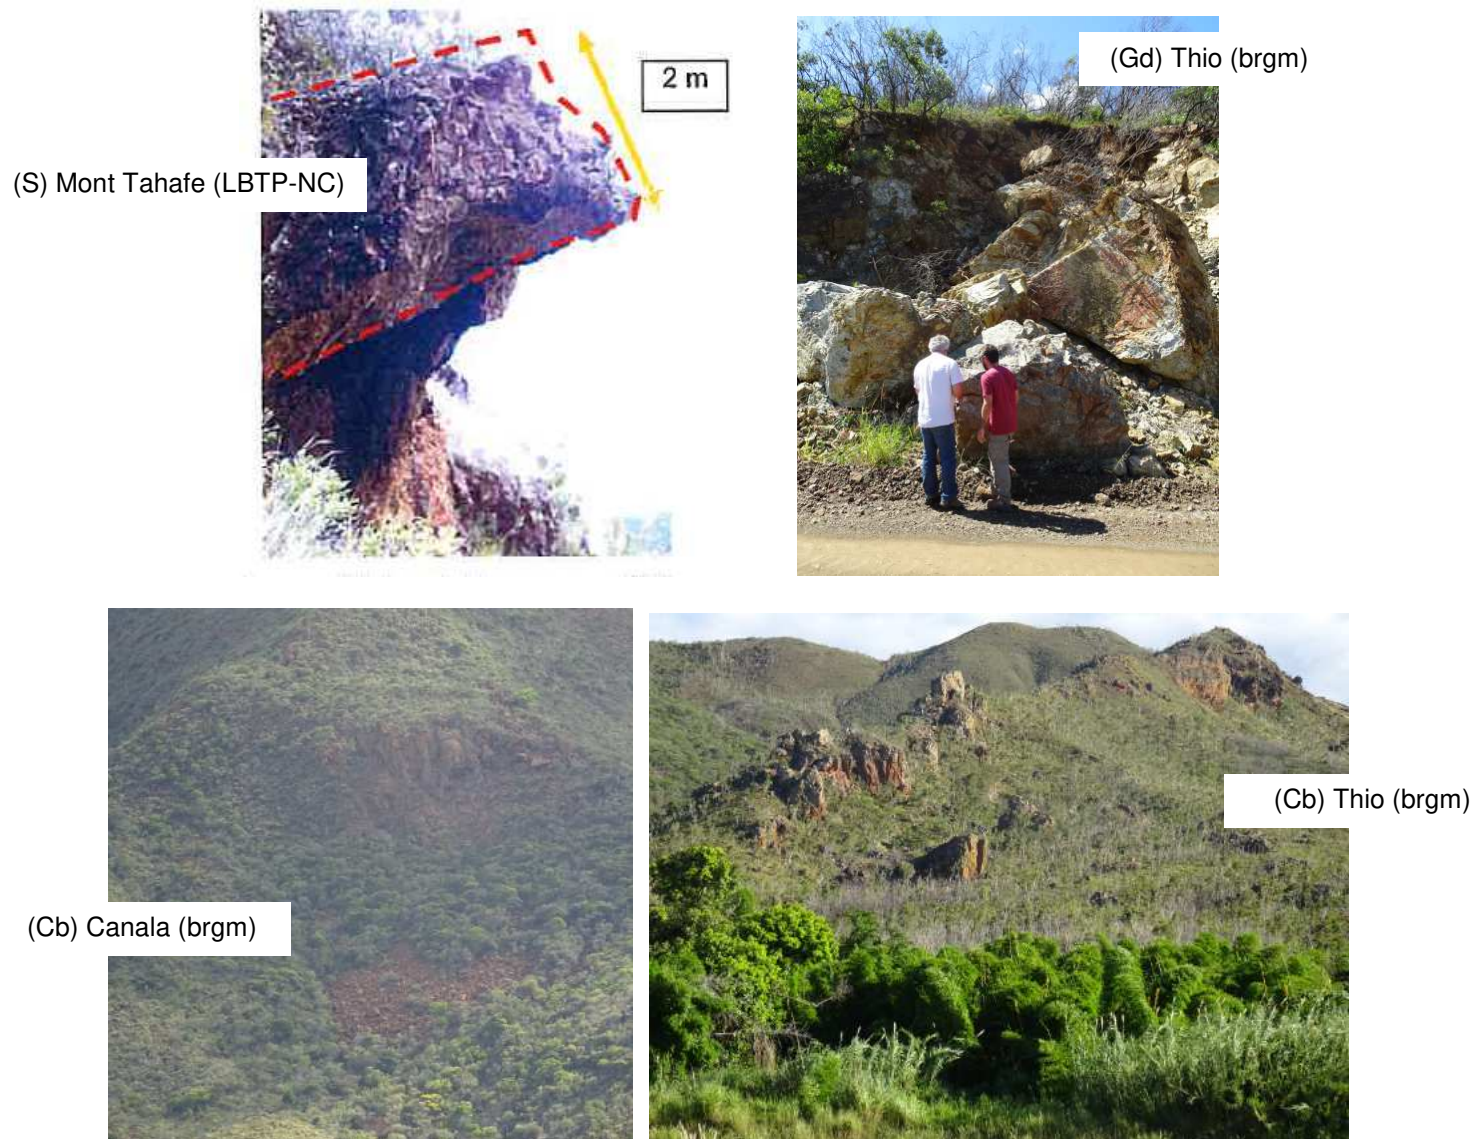 2 m
(Gd) Thio (brgm)
(S) Mont Tahafe (LBTP-NC)
(Cb) Thio (brgm)
(Cb) Canala (brgm)